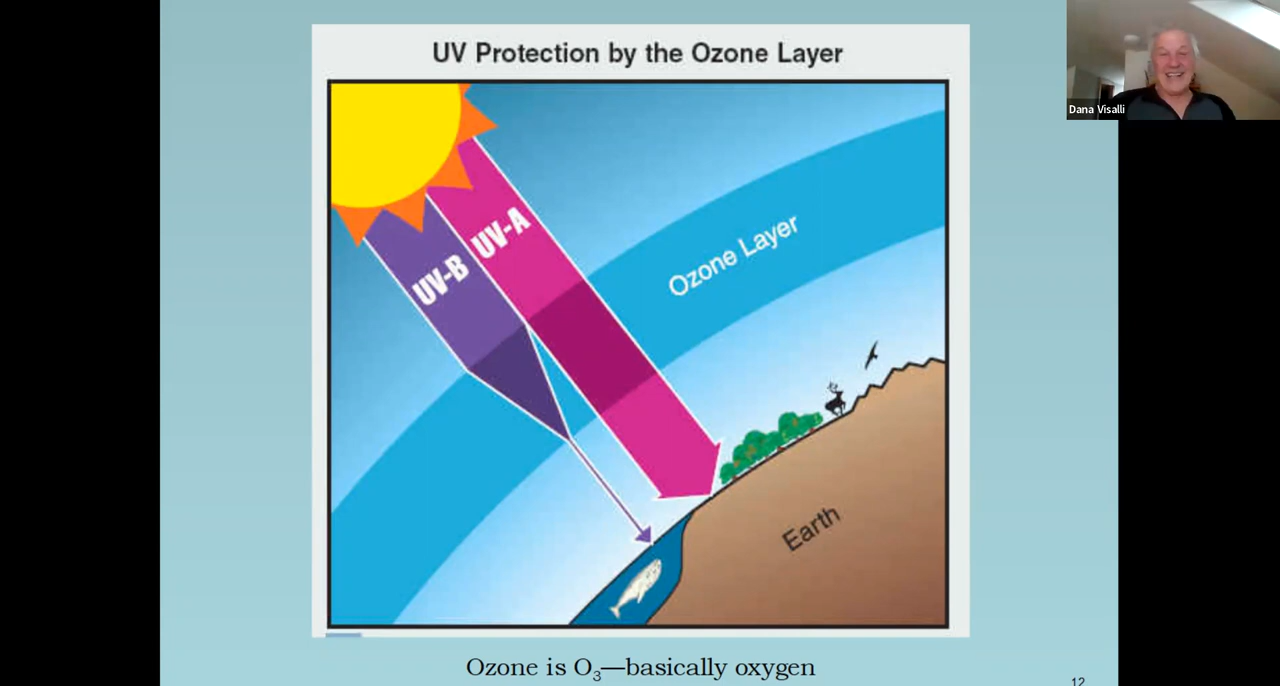 UV Protection by the Ozone Layer
Dana Visalli
UV-A
UV-B
Ozone Layer
Earth
Ozone is O₃—basically oxygen
12